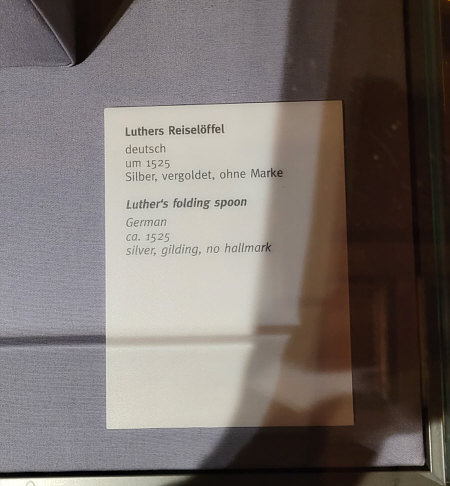 Luthers Reiselöffel
deutsch
um 1525
Silber, vergoldet, ohne Marke
Luther's folding spoon
German
ca. 1525
silver, gilding, no hallmark